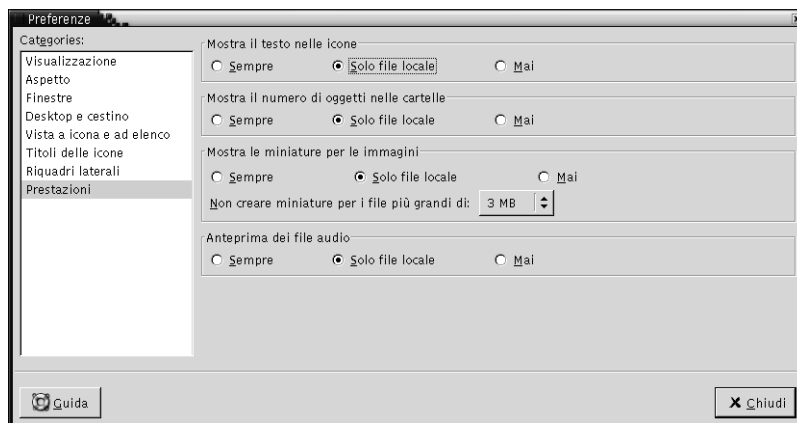 Preferenze
Categories:
Visualizzazione
Aspetto
Finestre
Desktop e cestino
Vista a icona e ad elenco
Titoli delle icone
Riquadri laterali
Prestazioni
Mostra il testo nelle icone
Sempre Solo file locale Mai
Mostra il numero di oggetti nelle cartelle
Sempre Solo file locale Mai
Mostra le miniature per le immagini
Sempre Solo file locale Mai
Non creare miniature per i file più grandi di: 3 MB
Anteprima dei file audio
Sempre Solo file locale Mai
Guida
Chiudi